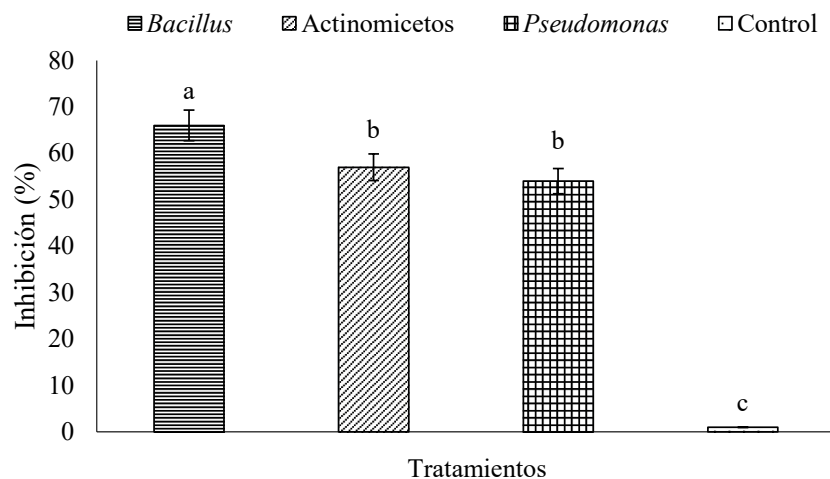 Bacillus Actinomicetos Pseudomonas Control
80
70
60
50
40
30
20
10
0
Inhibición (%)
a
b
b
c
Tratamientos